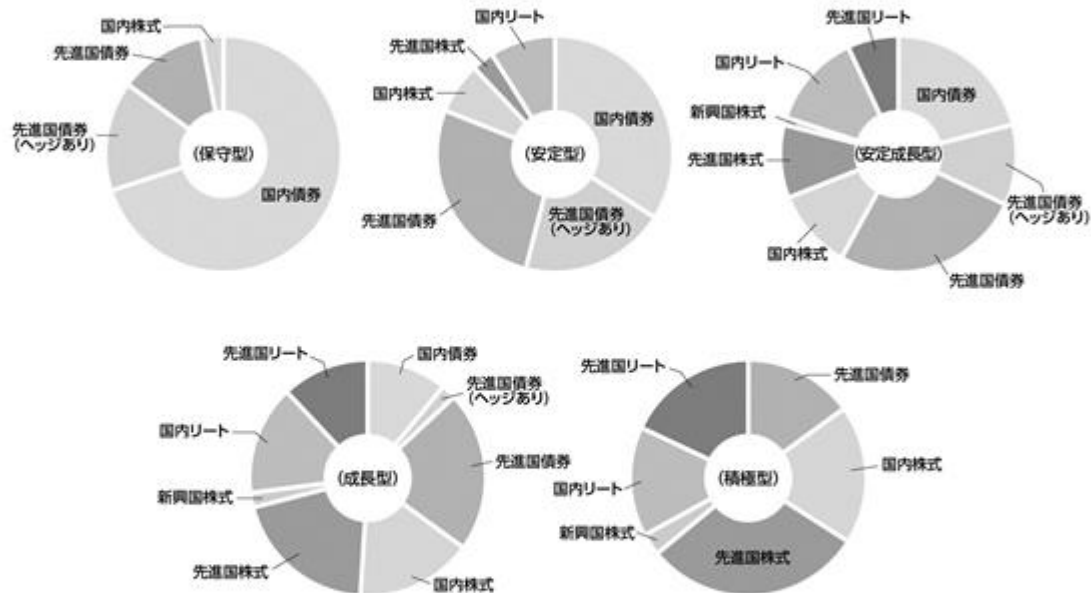 国内株式
先進国債券
先進国債券
(ヘッジあり)
(保守型)
国内債券
国内リート
先進国株式
国内株式
国内債券
(安定型)
先進国債券
先進国債券
(ヘッジあり)
先進国リート
国内リート
国内債券
新興国株式
先進国株式
(安定成長型)
先進国債券
(ヘッジあり)
国内株式
先進国債券
先進国リート
国内債券
先進国債券
(ヘッジあり)
国内リート
先進国債券
(成長型)
新興国株式
先進国株式
国内株式
先進国リート
先進国債券
国内株式
国内リート
(積極型)
新興国株式
先進国株式